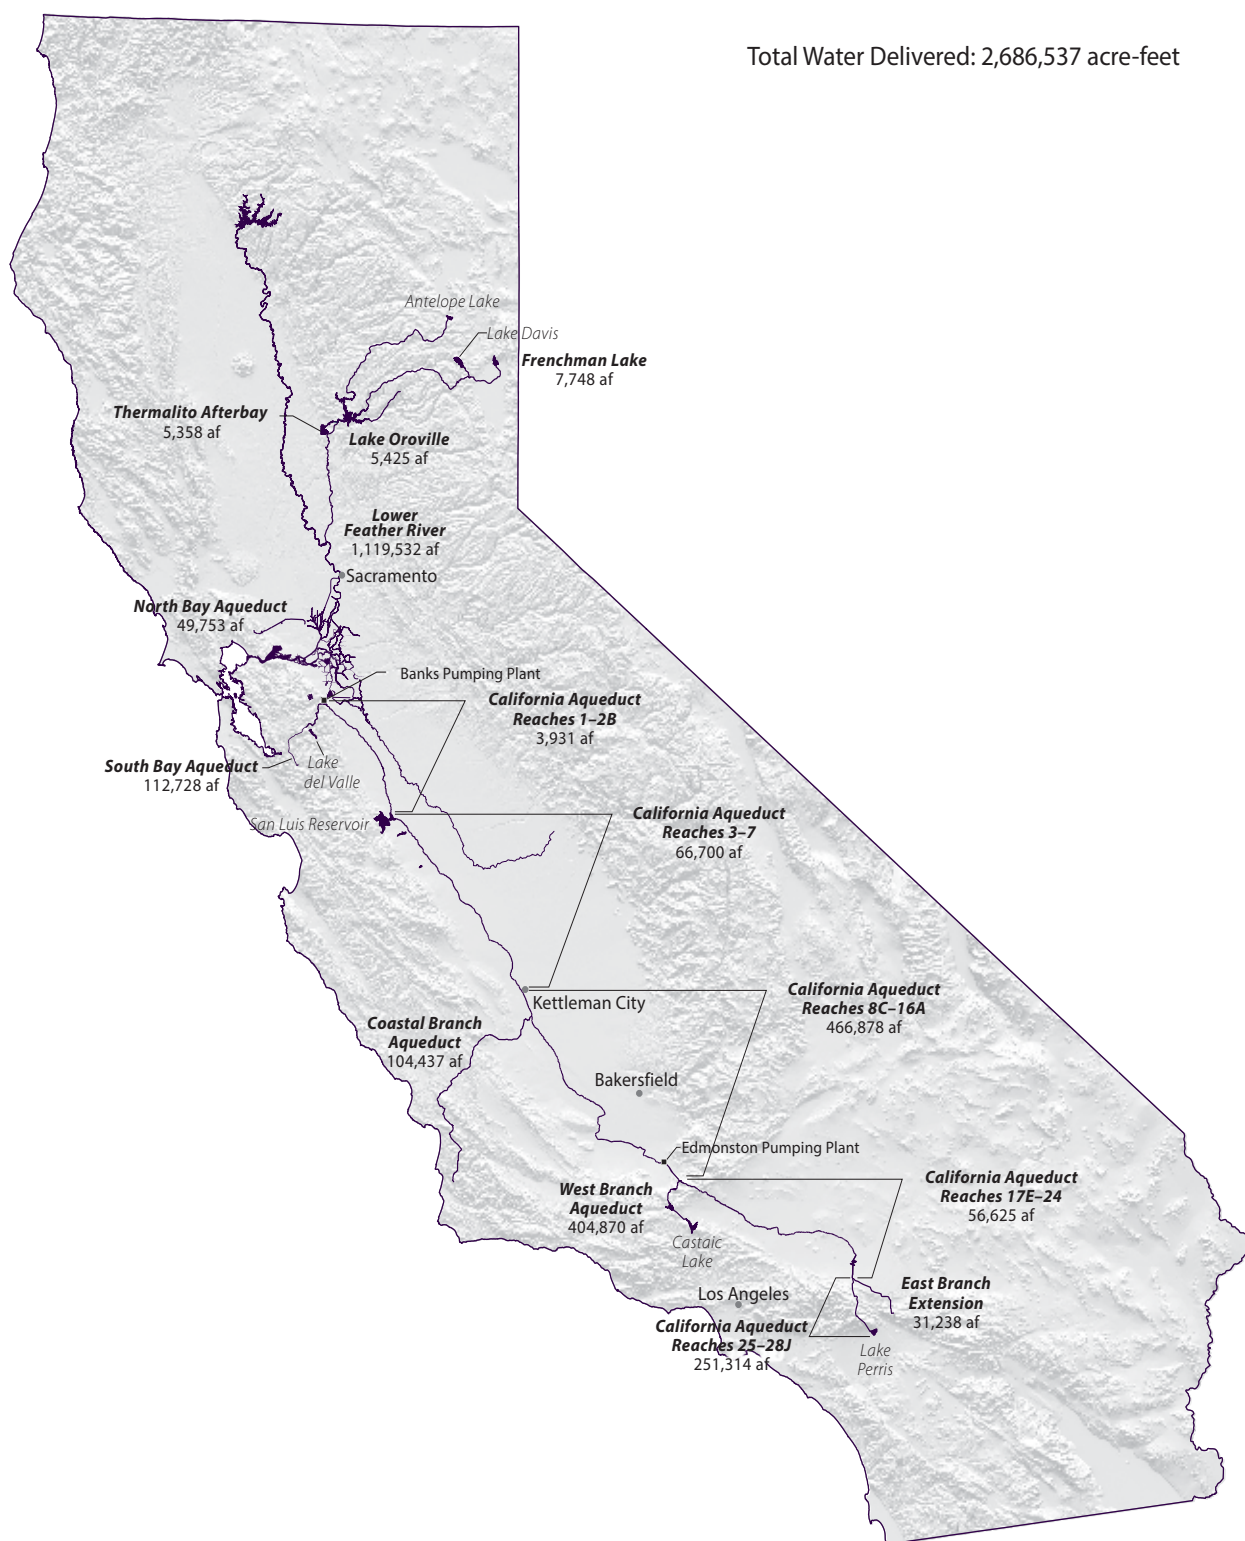 Total Water Delivered: 2,686,537 acre-feet
Antelope Lake
Lake Davis
Frenchman Lake
7,748 af
Thermalito Afterbay
5,358 af
Lake Oroville
5,425 af
Lower
Feather River
1,119,532 af
Sacramento
North Bay Aqueduct
49,753 af
Banks Pumping Plant
California Aqueduct
Reaches 1–2B
3,931 af
South Bay Aqueduct
112,728 af
Lake
del Valle
San Luis Reservoir
California Aqueduct
Reaches 3–7
66,700 af
Kettleman City
California Aqueduct
Reaches 8C–16A
466,878 af
Coastal Branch
Aqueduct
104,437 af
Bakersfield
Edmonston Pumping Plant
West Branch
Aqueduct
404,870 af
California Aqueduct
Reaches 17E–24
56,625 af
Castaic
Lake
Los Angeles
East Branch
Extension
31,238 af
California Aqueduct
Reaches 25–28J
251,314 af
Lake
Perris